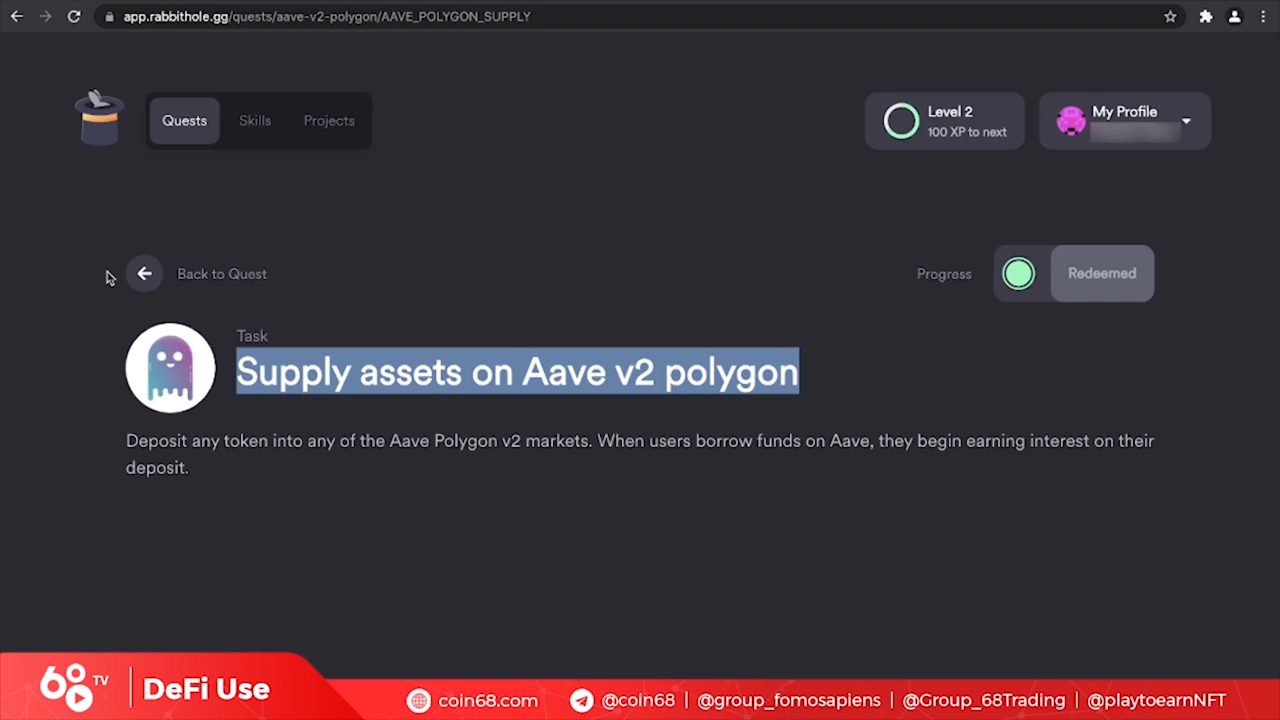 app.rabbithole.gg/quests/aave-v2-polygon/AAVE_POLYGON_SUPPLY
Quests Skills Projects
Level 2
100 XP to next
My Profile
Back to Quest
Progress
Redeemed
Task
Supply assets on Aave v2 polygon
Deposit any token into any of the Aave Polygon v2 markets. When users borrow funds on Aave, they begin earning interest on their
deposit.
68 TV
DeFi Use
coin68.com
@coin68 | @group_fomosapiens | @Group_68Trading | @playtoearnNFT